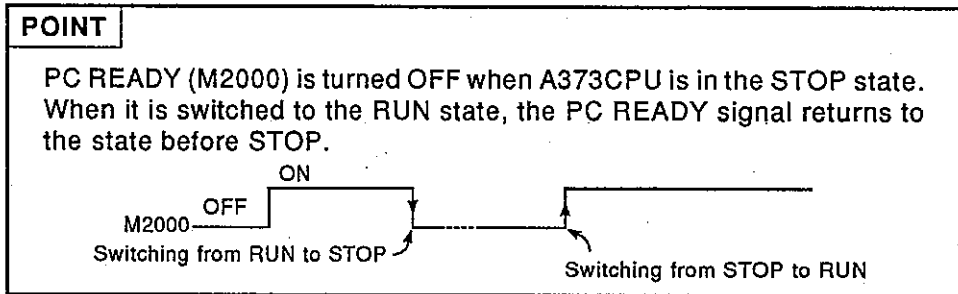 POINT
PC READY (M2000) is turned OFF when A373CPU is in the STOP state.
When it is switched to the RUN state, the PC READY signal returns to
the state before STOP.
ON
OFF
M2000
Switching from RUN to STOP
Switching from STOP to RUN